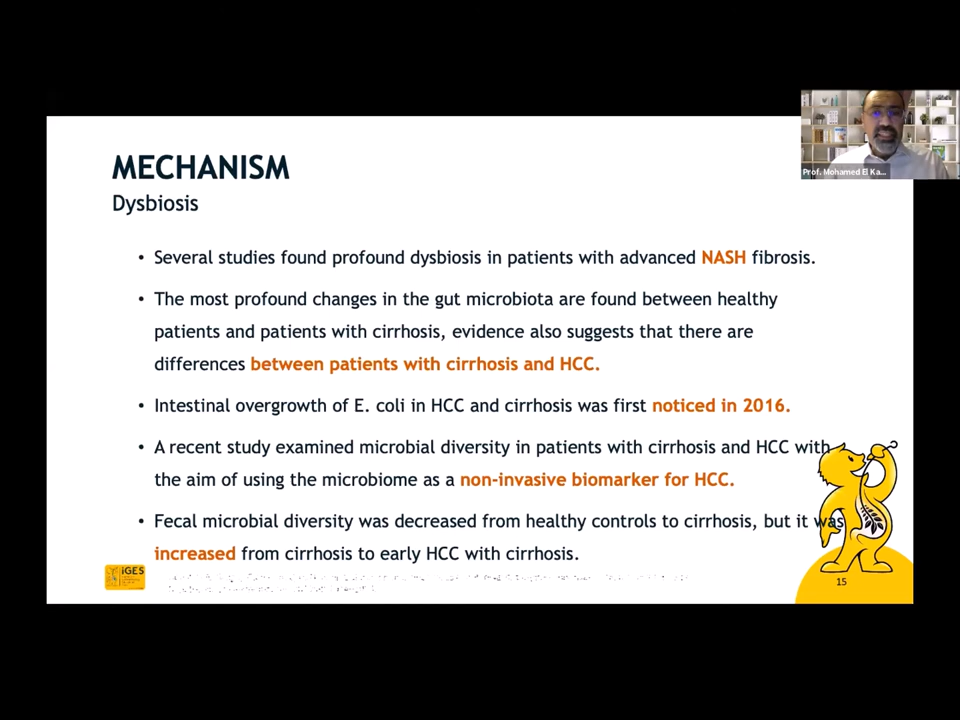 Prof. Mohamed El Ka...
MECHANISM
Dysbiosis
• Several studies found profound dysbiosis in patients with advanced NASH fibrosis.
• The most profound changes in the gut microbiota are found between healthy
patients and patients with cirrhosis, evidence also suggests that there are
differences between patients with cirrhosis and HCC.
• Intestinal overgrowth of E. coli in HCC and cirrhosis was first noticed in 2016.
• A recent study examined microbial diversity in patients with cirrhosis and HCC with
the aim of using the microbiome as a non-invasive biomarker for HCC.
• Fecal microbial diversity was decreased from healthy controls to cirrhosis, but it was
increased from cirrhosis to early HCC with cirrhosis.
iGES
15